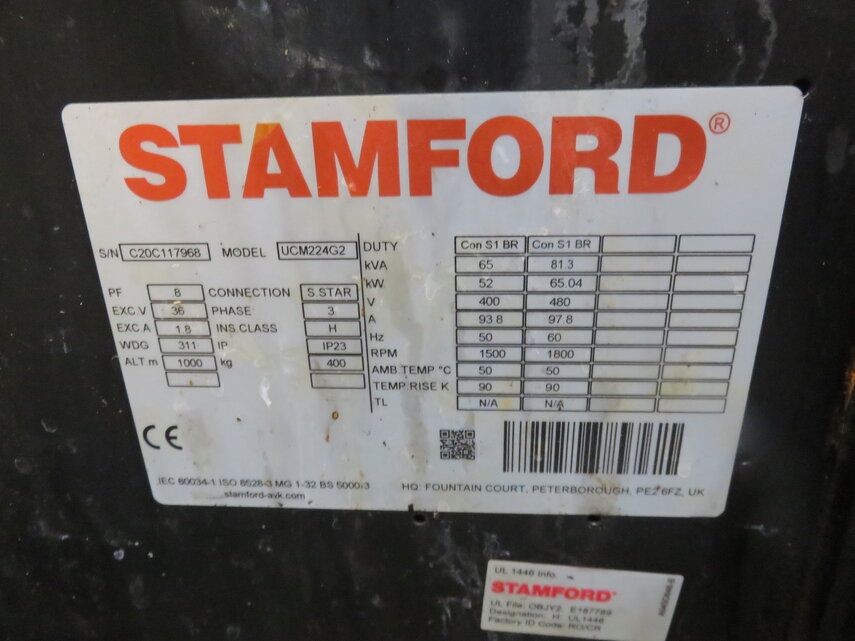 STAMFORD®
S/N C20C117968 MODEL UCM224G2
PF 8 CONNECTION S.STAR
EXC.V 36 PHASE 3
EXC.A 1.8 INS.CLASS H
WDG 311 IP IP23
ALT.m 1000 kg 400
DUTY Con S1 BR Con S1 BR
kVA 65 81.3
kW 52 65.04
V 400 480
A 93.8 97.8
Hz 50 60
RPM 1500 1800
AMB.TEMP °C 50 50
TEMP.RISE K 90 90
TL N/A N/A
CE
IEC 60034-1 ISO 8528-3 MG 1-32 BS 5000-3
stamford-avk.com
HQ: FOUNTAIN COURT, PETERBOROUGH, PE2 6FZ, UK
UL 1446 Info.
STAMFORD
UL File: OBJY2. E187789
Designation: H: UL1446
Factory ID Code: RO/CR